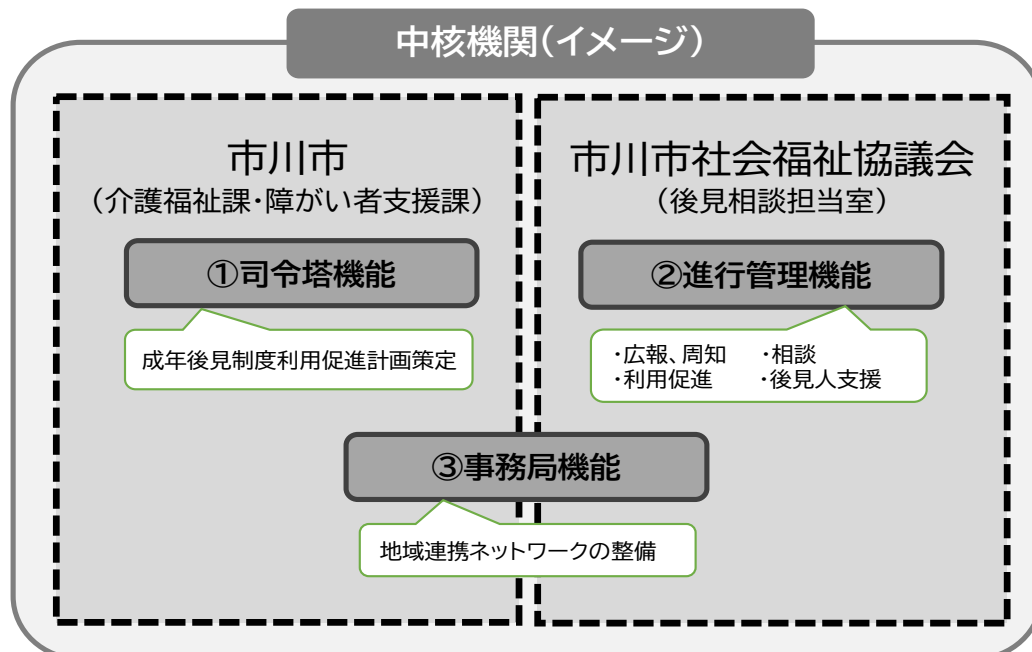 中核機関(イメージ)
市川市
(介護福祉課・障がい者支援課)
①司令塔機能
成年後見制度利用促進計画策定
市川市社会福祉協議会
(後見相談担当室)
②進行管理機能
・広報、周知 ・相談
・利用促進 ・後見人支援
③事務局機能
地域連携ネットワークの整備